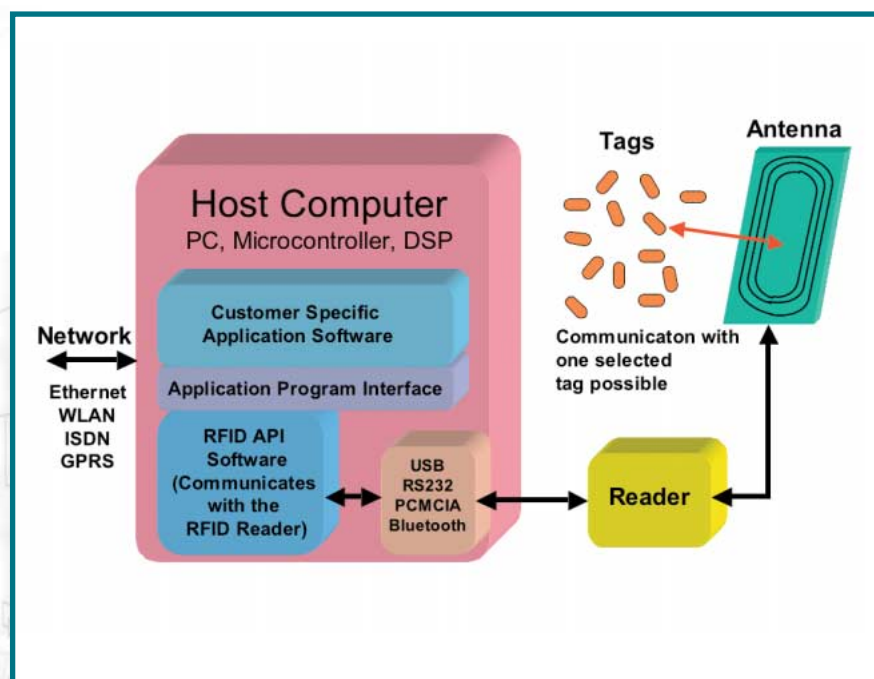 Host Computer
PC, Microcontroller, DSP
Customer Specific
Application Software
Application Program Interface
RFID API
Software
(Communicates
with the
RFID Reader)
USB
RS232
PCMCIA
Bluetooth
Network
Ethernet
WLAN
ISDN
GPRS
Tags
Antenna
Communicaton with
one selected
tag possible
Reader